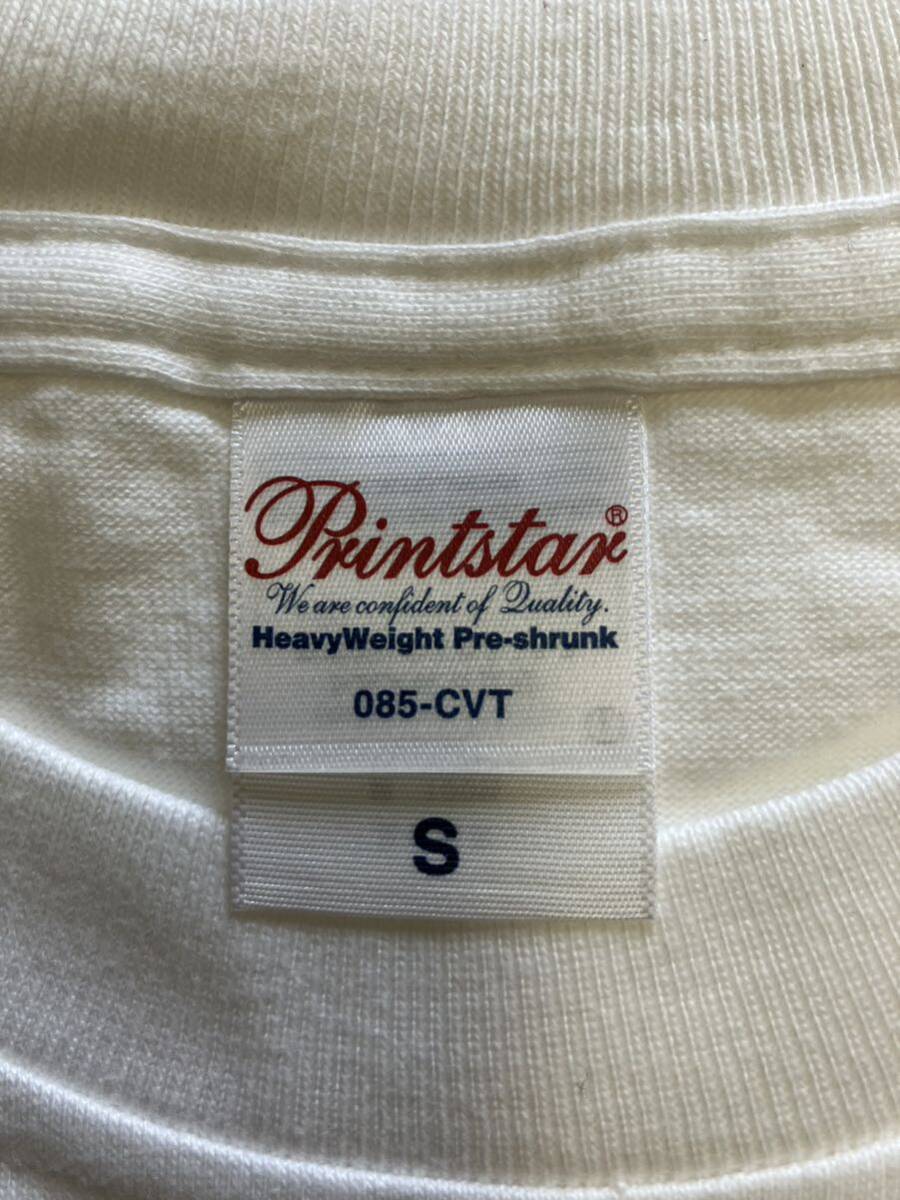 Printstar®
We are confident of Quality.
HeavyWeight Pre-shrunk
085-CVT
S